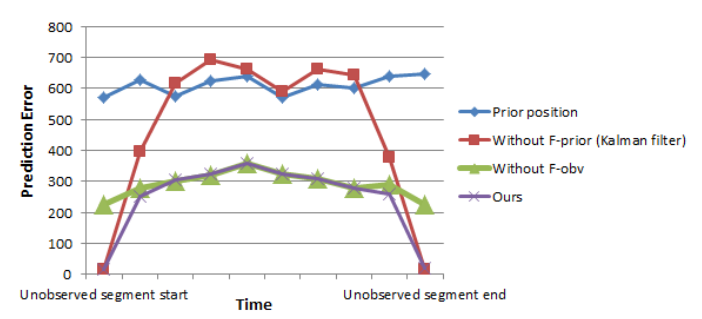 800
700
600
500
400
300
200
100
0
Prediction Error
Unobserved segment start
Unobserved segment end
Time
Prior position
Without F-prior (Kalman filter)
Without F-obv
Ours